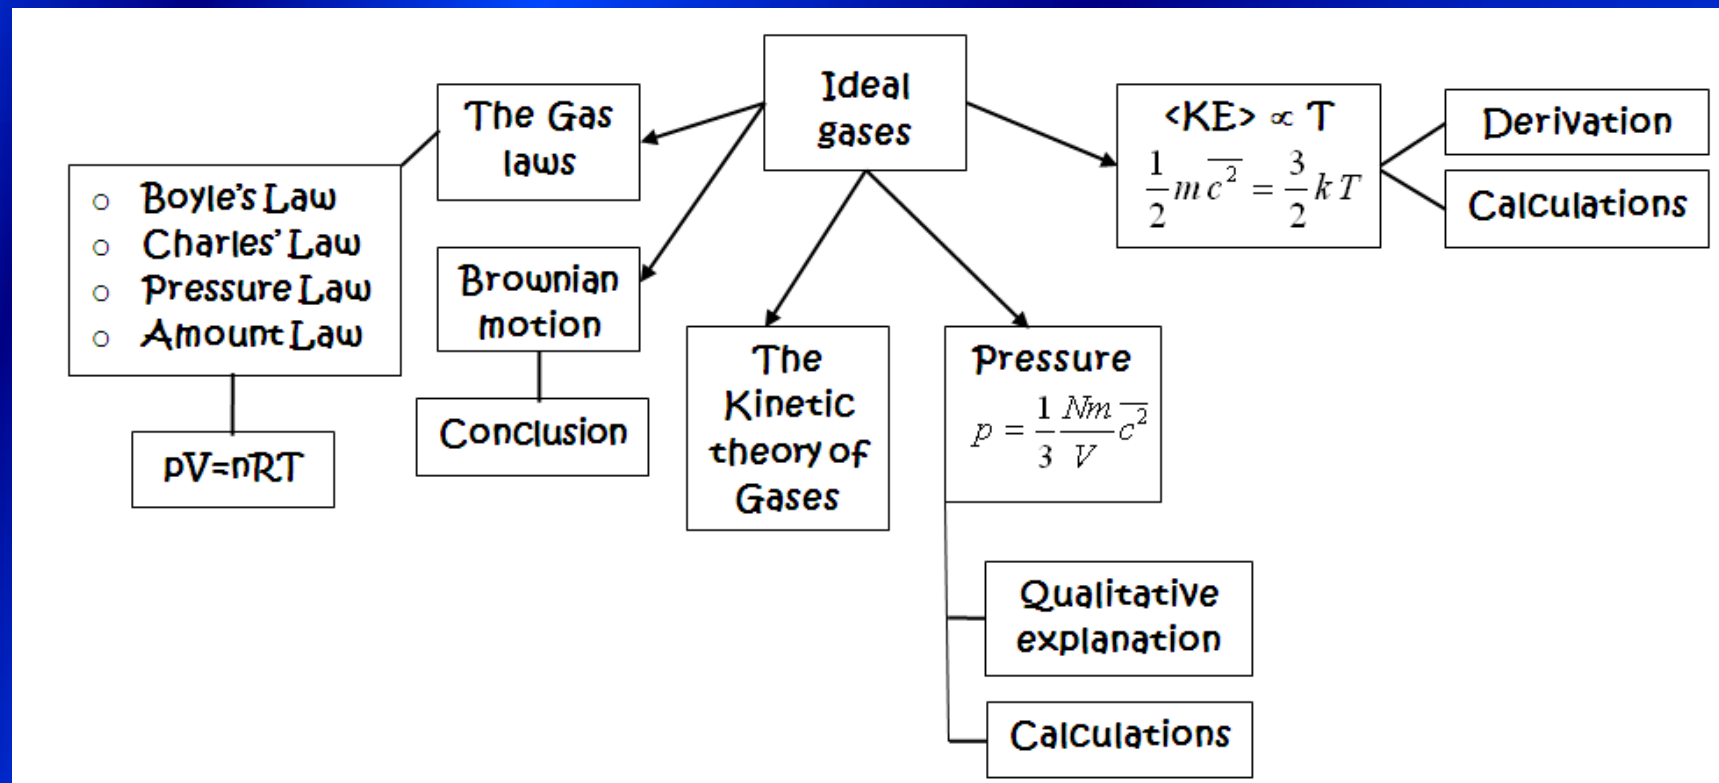 Ideal
gases
The Gas
laws
○ Boyle's Law
○ Charles' Law
○ Pressure Law
○ Amount Law
pV=nRT
Brownian
motion
Conclusion
The
Kinetic
theory of
Gases
Pressure
p = 1/3 Nm/V c̅²
Qualitative
explanation
Calculations
<KE> ∝ T
1/2 m c̅² = 3/2 k T
Derivation
Calculations